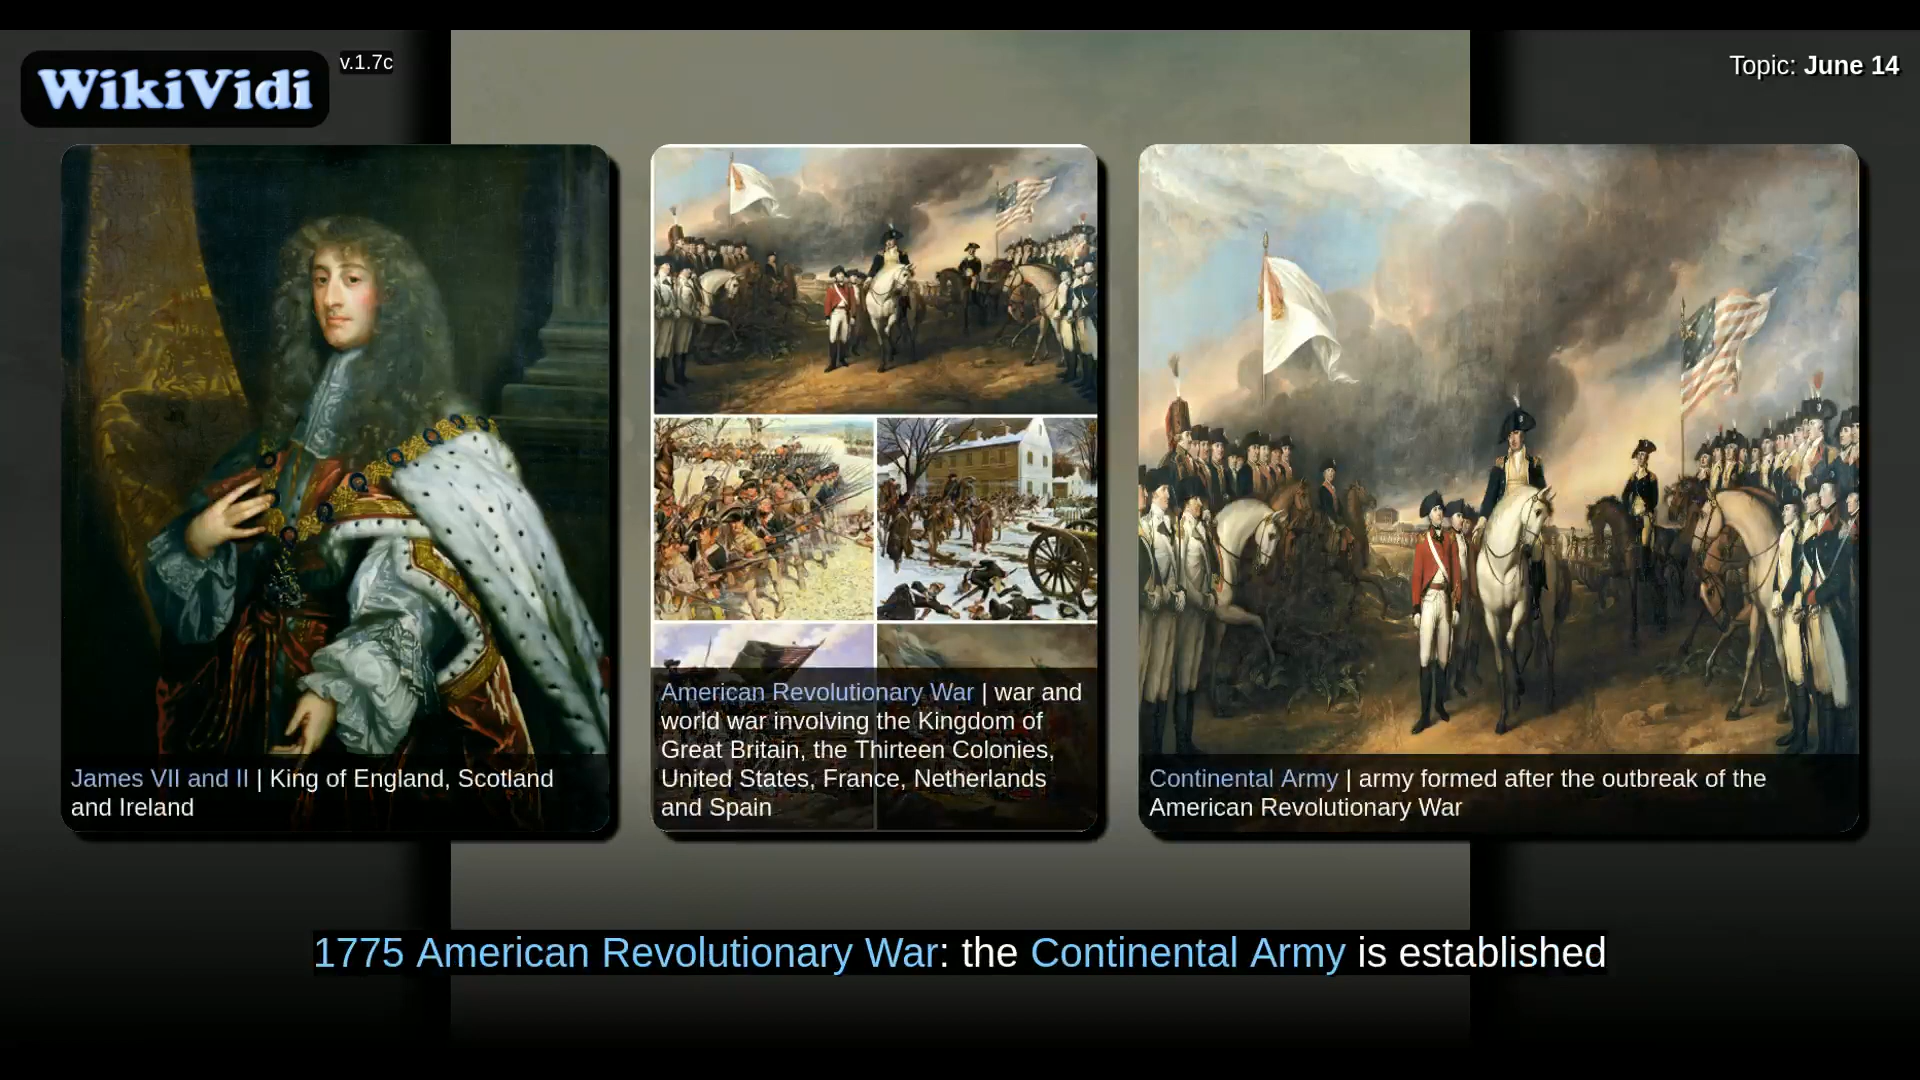 WikiVidi
v.1.7c
Topic: June 14
James VII and II | King of England, Scotland
and Ireland
American Revolutionary War | war and
world war involving the Kingdom of
Great Britain, the Thirteen Colonies,
United States, France, Netherlands
and Spain
Continental Army | army formed after the outbreak of the
American Revolutionary War
1775 American Revolutionary War: the Continental Army is established